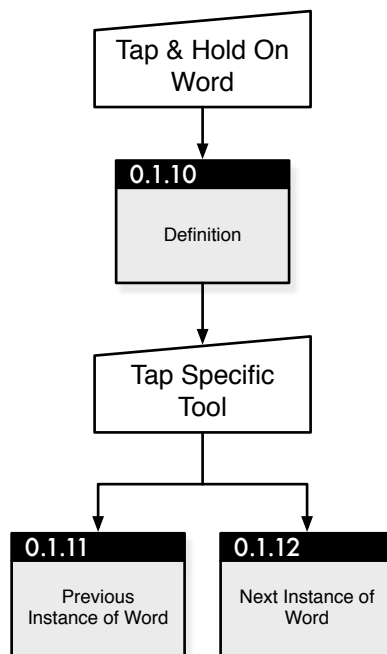 Tap & Hold On
Word
0.1.10
Definition
Tap Specific
Tool
0.1.11
Previous
Instance of Word
0.1.12
Next Instance of
Word